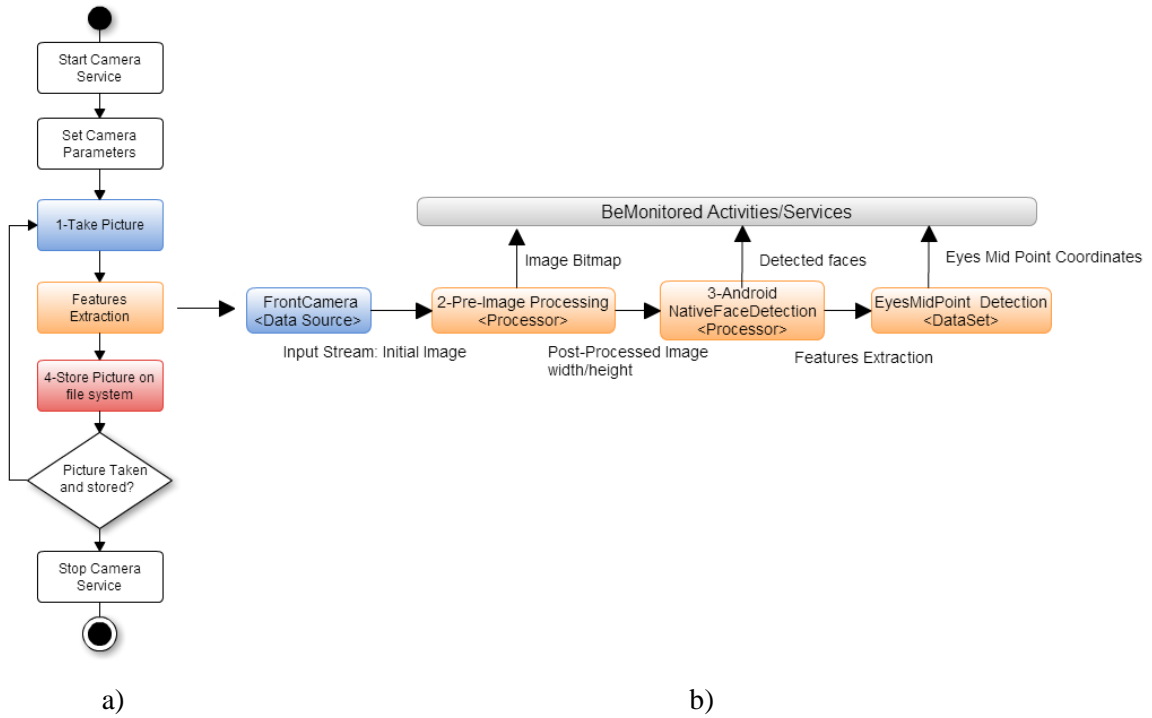 Start Camera
Service
Set Camera
Parameters
1-Take Picture
Features
Extraction
4-Store Picture on
file system
Picture Taken
and stored?
Stop Camera
Service
BeMonitored Activities/Services
Image Bitmap
Detected faces
Eyes Mid Point Coordinates
FrontCamera
<Data Source>
2-Pre-Image Processing
<Processor>
3-Android
NativeFaceDetection
<Processor>
EyesMidPoint Detection
<DataSet>
Input Stream: Initial Image
Post-Processed Image
width/height
Features Extraction
a)
b)